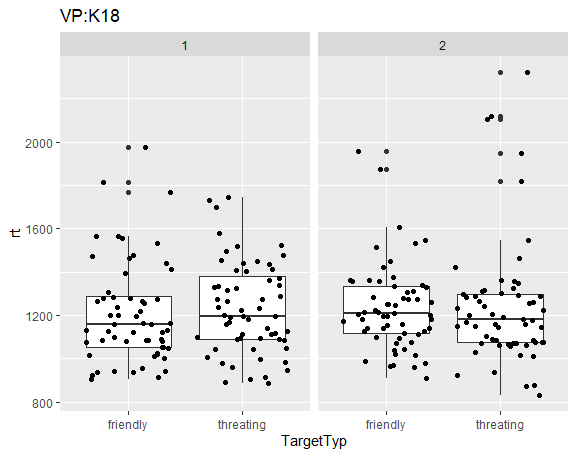 VP:K18
1
2
rt
2000
1600
1200
800
friendly
threating
friendly
threating
TargetTyp